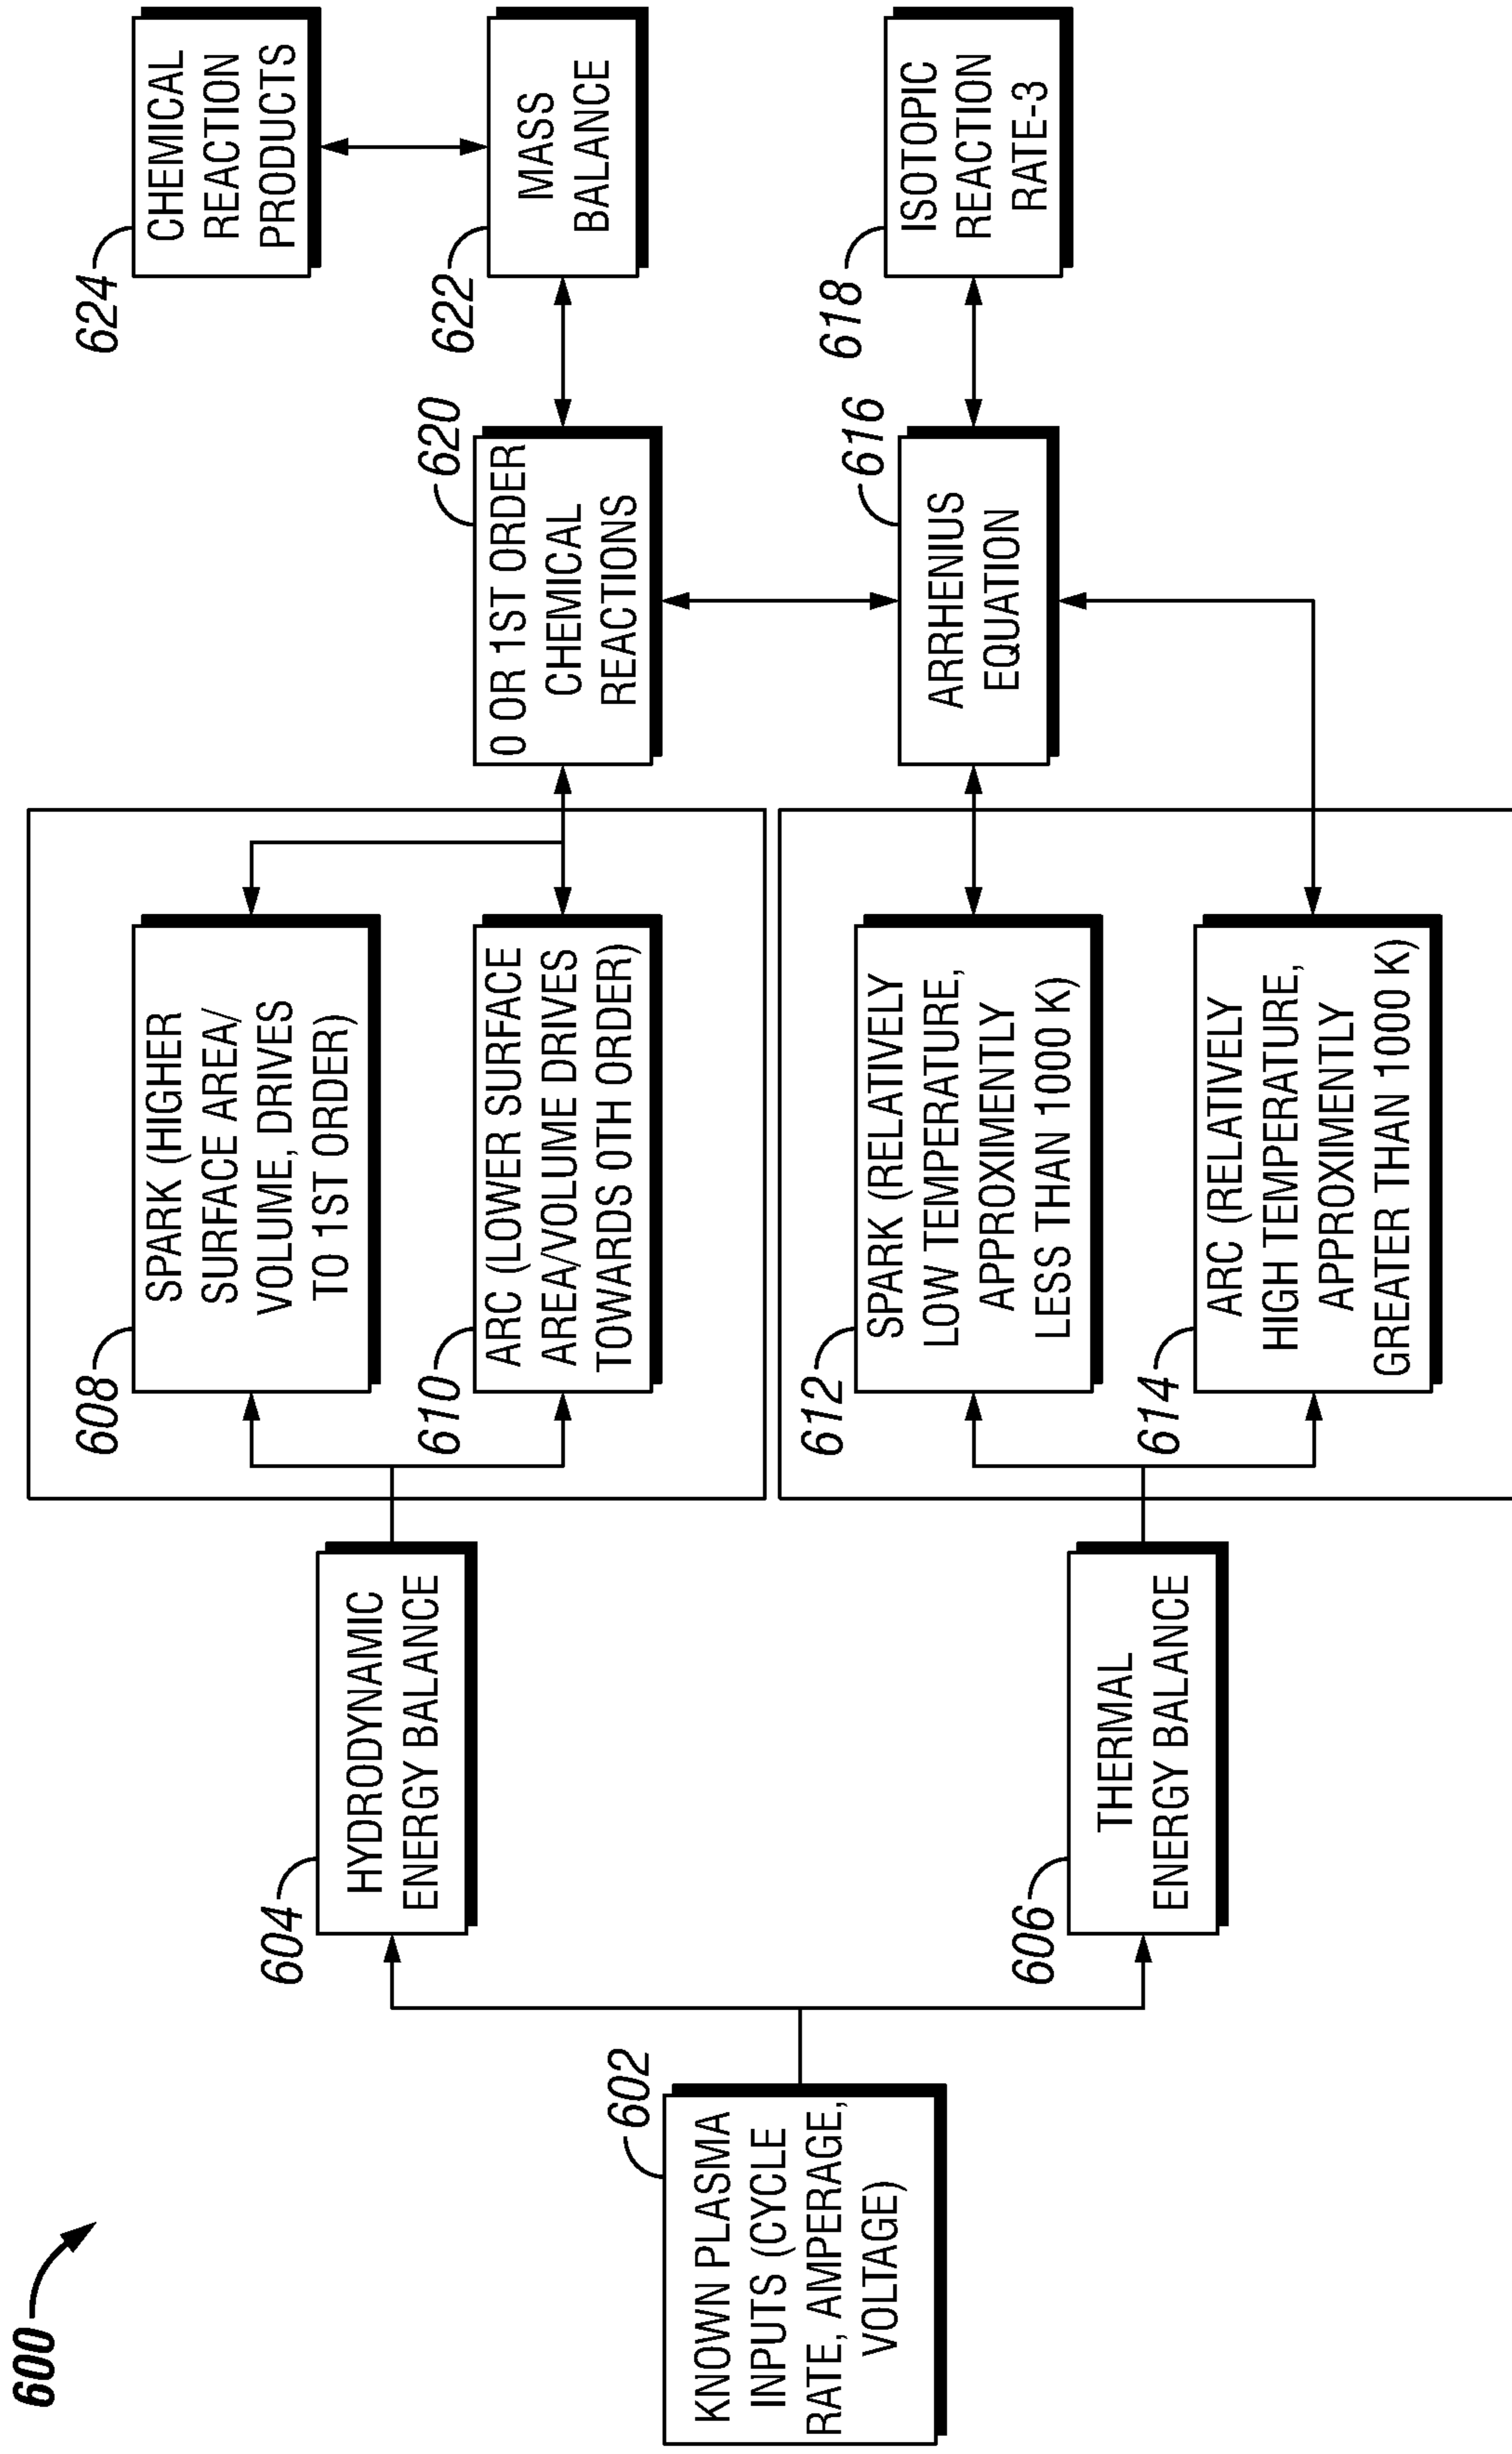 600
602
KNOWN PLASMA
INPUTS (CYCLE
RATE, AMPERAGE,
VOLTAGE)
604
HYDRODYNAMIC
ENERGY BALANCE
606
THERMAL
ENERGY BALANCE
608
SPARK (HIGHER
SURFACE AREA/
VOLUME, DRIVES
TO 1ST ORDER)
610
ARC (LOWER SURFACE
AREA/VOLUME DRIVES
TOWARDS 0TH ORDER)
612
SPARK (RELATIVELY
LOW TEMPERATURE,
APPROXIMENTLY
LESS THAN 1000 K)
614
ARC (RELATIVELY
HIGH TEMPERATURE,
APPROXIMENTLY
GREATER THAN 1000 K)
620
0 OR 1ST ORDER
CHEMICAL
REACTIONS
616
ARRHENIUS
EQUATION
624
CHEMICAL
REACTION
PRODUCTS
622
MASS
BALANCE
618
ISOTOPIC
REACTION
RATE-3